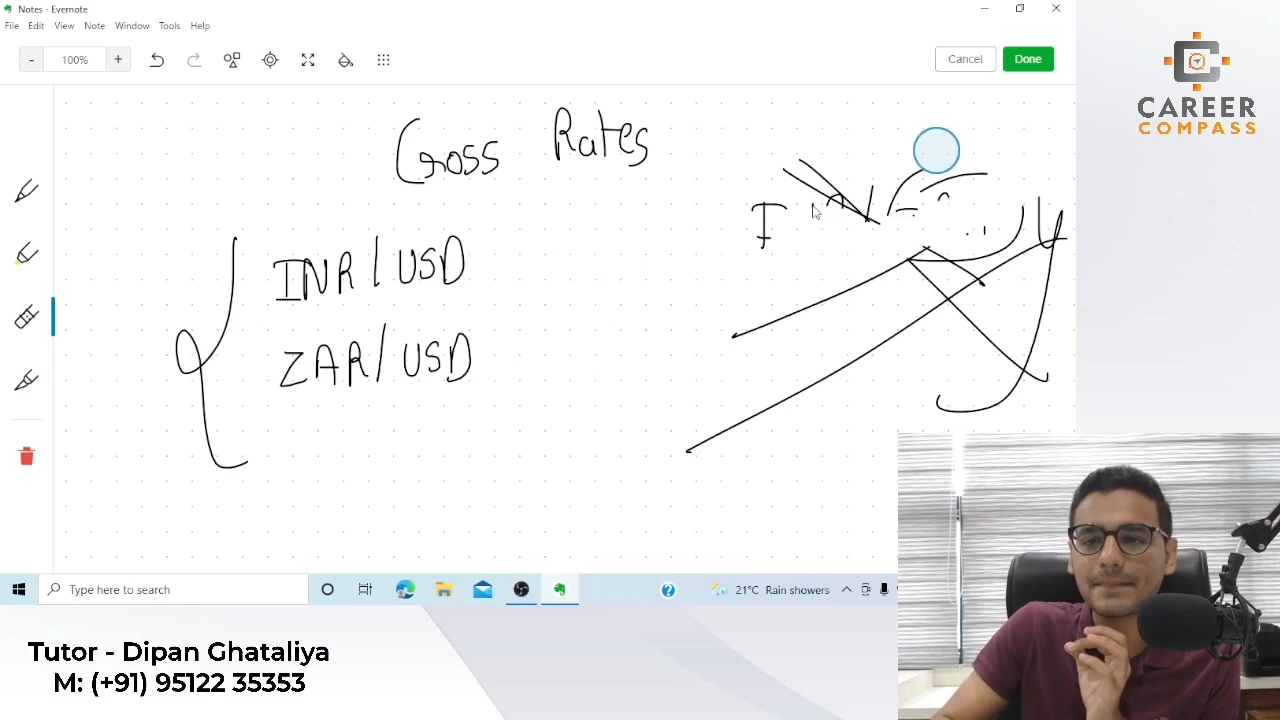 Notes - Evernote
File Edit View Note Window Tools Help
- 100% +
Cancel Done
CAREER
COMPASS
Cross Rates
INR/USD
ZAR/USD
I
Type here to search
21°C Rain showers
Tutor - Dipan Ghataliya
M: (+91) 95122 35353